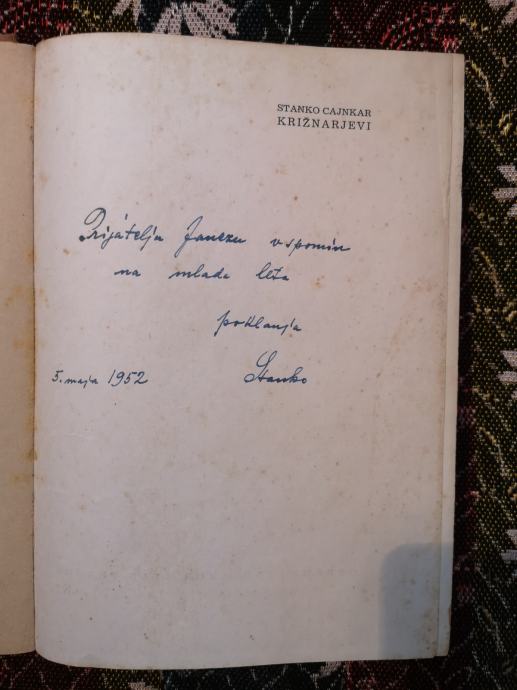 STANKO CAJNKAR
KRIŽNARJEVI
Prijatelju Janezu v spomin
na mlada leta
poklanja
5. maja 1952 Stanko